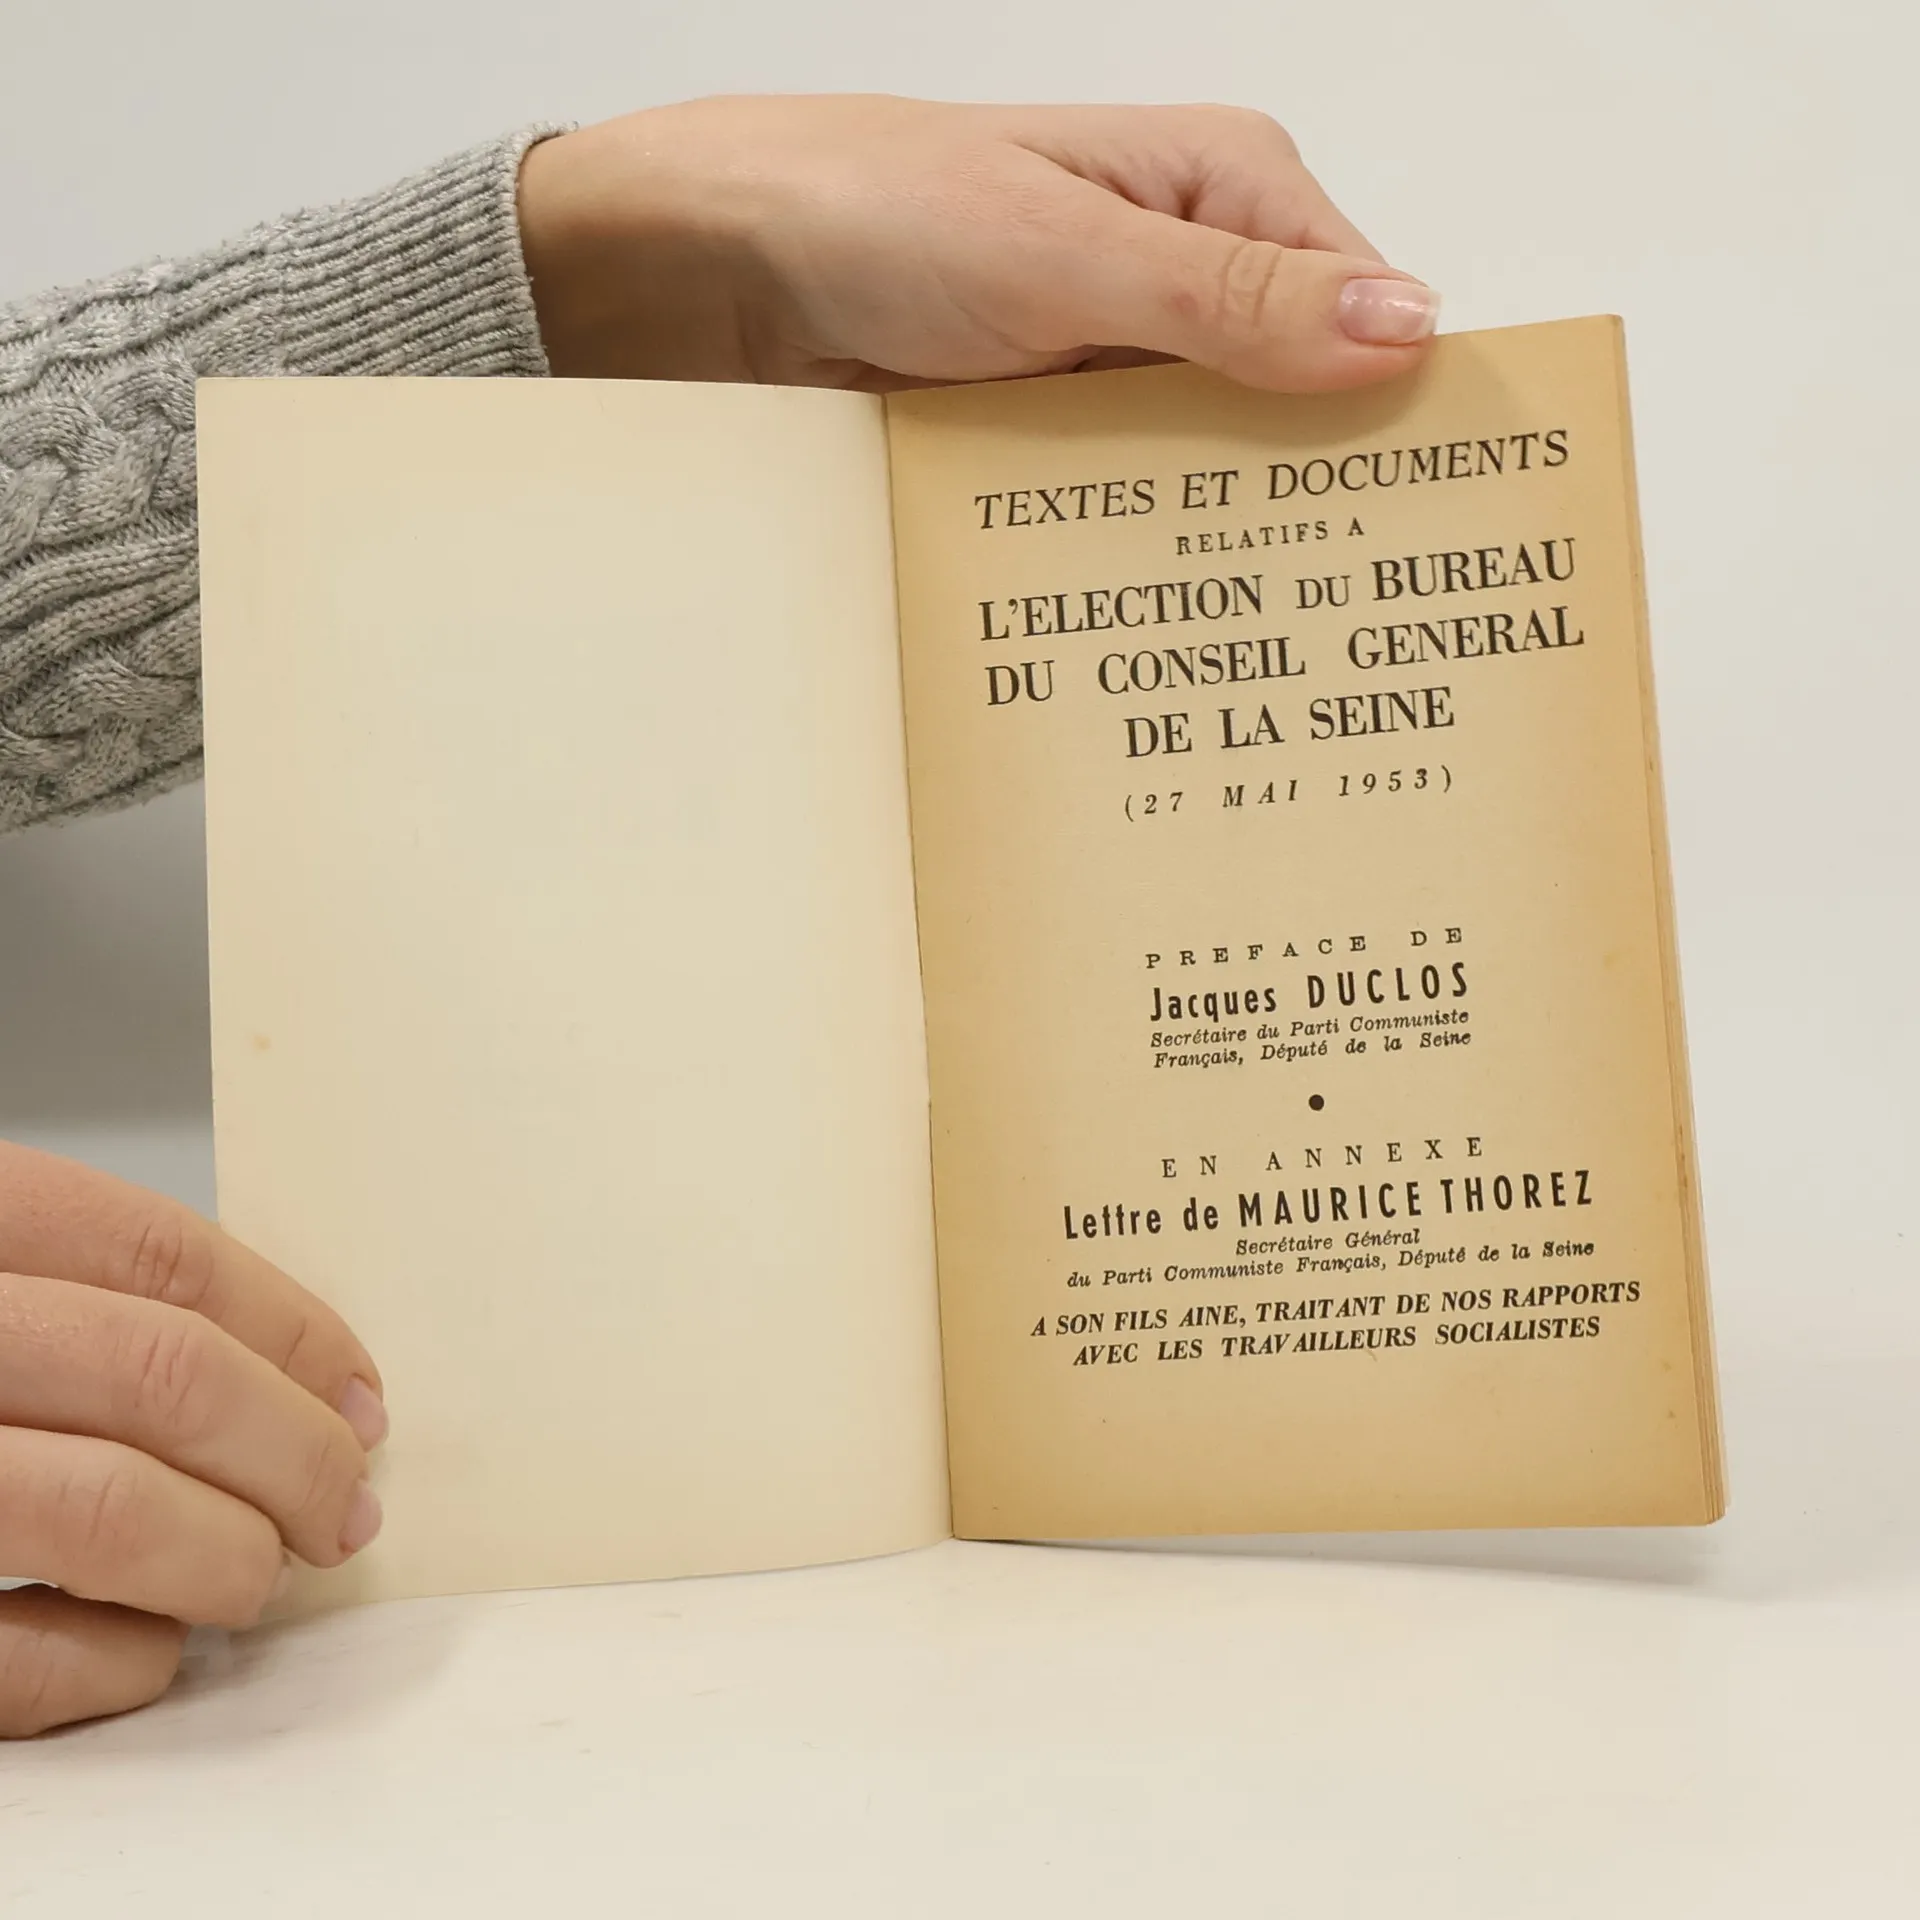 TEXTES ET DOCUMENTS
RELATIFS A
L'ELECTION DU BUREAU
DU CONSEIL GENERAL
DE LA SEINE
(27 MAI 1953)
PREFACE DE
Jacques DUCLOS
Secrétaire du Parti Communiste
Français, Député de la Seine
●
EN ANNEXE
Lettre de MAURICE THOREZ
Secrétaire Général
du Parti Communiste Français, Député de la Seine
A SON FILS AINE, TRAITANT DE NOS RAPPORTS
AVEC LES TRAVAILLEURS SOCIALISTES